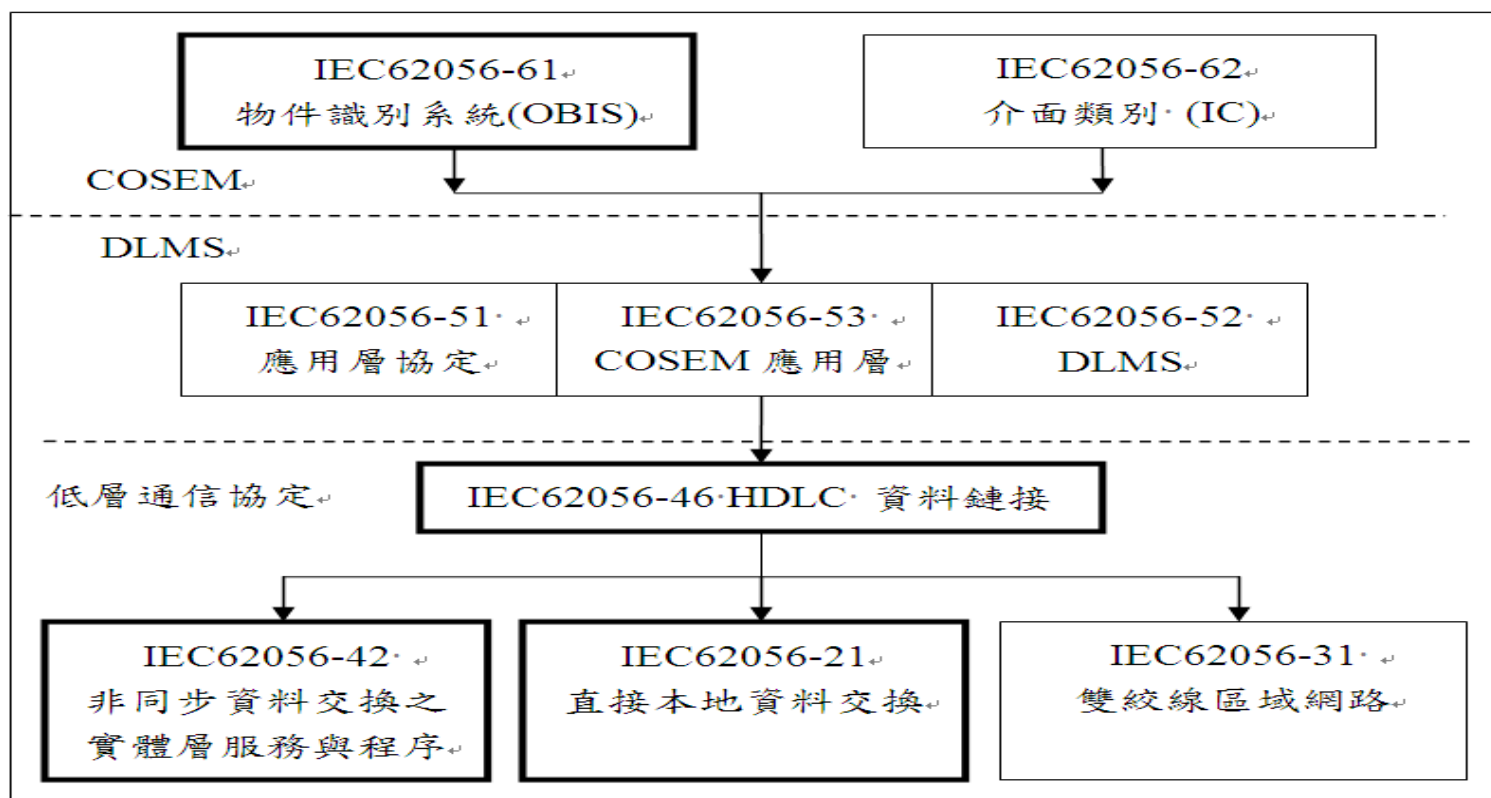 IEC62056-61↵
物件識別系統(OBIS)↵
IEC62056-62↵
介面類別· (IC)↵
COSEM↵
DLMS↵
IEC62056-51· ↵
應用層協定↵
IEC62056-53· ↵
COSEM 應用層↵
IEC62056-52· ↵
DLMS↵
低層通信協定↵
IEC62056-46·HDLC· 資料鏈接
IEC62056-42· ↵
非同步資料交換之
實體層服務與程序↵
IEC62056-21↵
直接本地資料交換↵
IEC62056-31· ↵
雙絞線區域網路↵